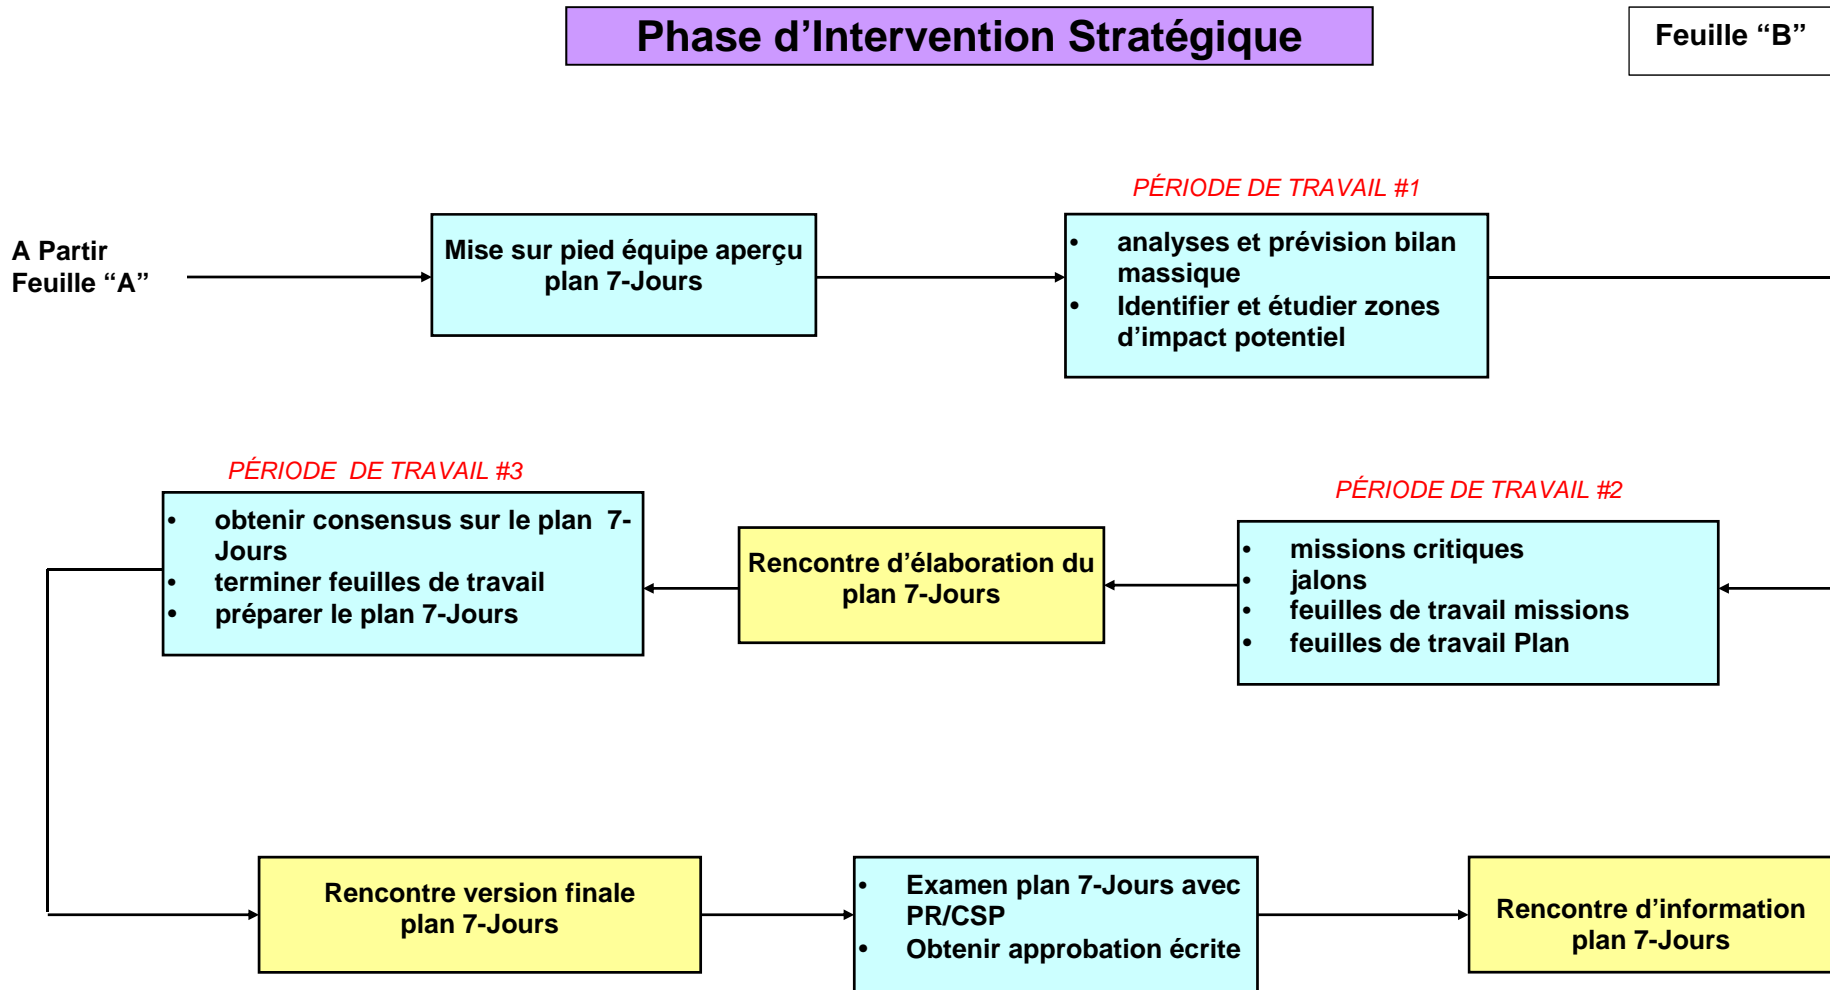 Phase d’Intervention Stratégique
Feuille “B”
A Partir
Feuille “A”
Mise sur pied équipe aperçu
plan 7-Jours
PÉRIODE DE TRAVAIL #1
• analyses et prévision bilan
massique
• Identifier et étudier zones
d’impact potentiel
PÉRIODE DE TRAVAIL #2
• missions critiques
• jalons
• feuilles de travail missions
• feuilles de travail Plan
Rencontre d’élaboration du
plan 7-Jours
PÉRIODE DE TRAVAIL #3
• obtenir consensus sur le plan 7-
Jours
• terminer feuilles de travail
• préparer le plan 7-Jours
Rencontre version finale
plan 7-Jours
• Examen plan 7-Jours avec
PR/CSP
• Obtenir approbation écrite
Rencontre d’information
plan 7-Jours